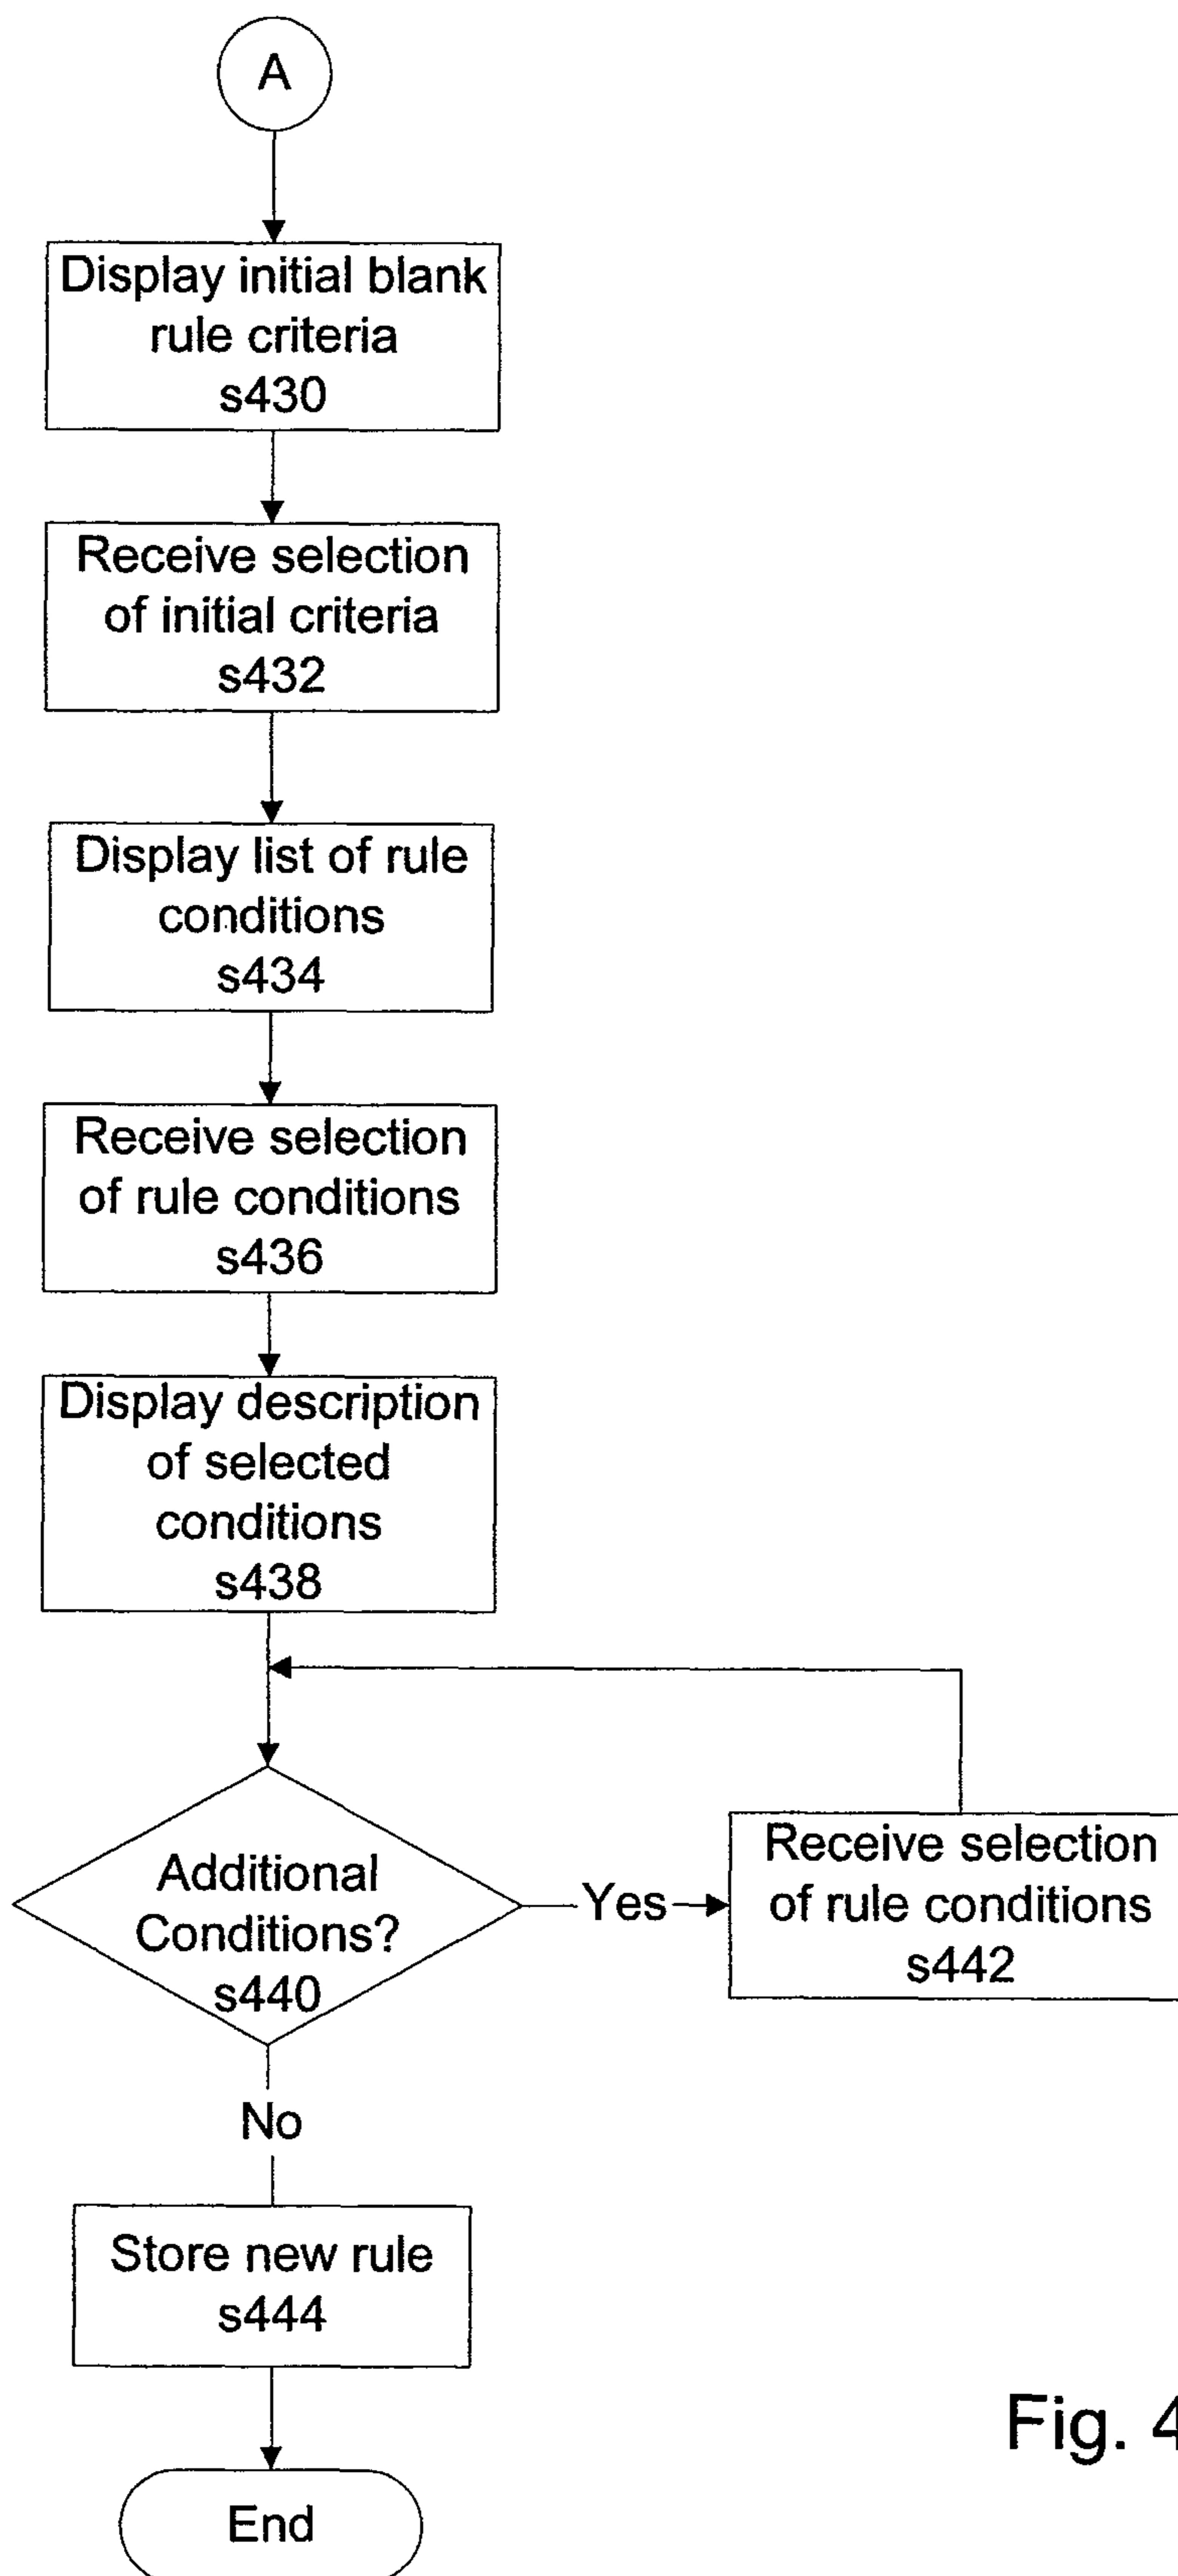 A
Display initial blank
rule criteria
s430
Receive selection
of initial criteria
s432
Display list of rule
conditions
s434
Receive selection
of rule conditions
s436
Display description
of selected
conditions
s438
Additional
Conditions?
s440
Yes
Receive selection
of rule conditions
s442
No
Store new rule
s444
Fig. 4
End